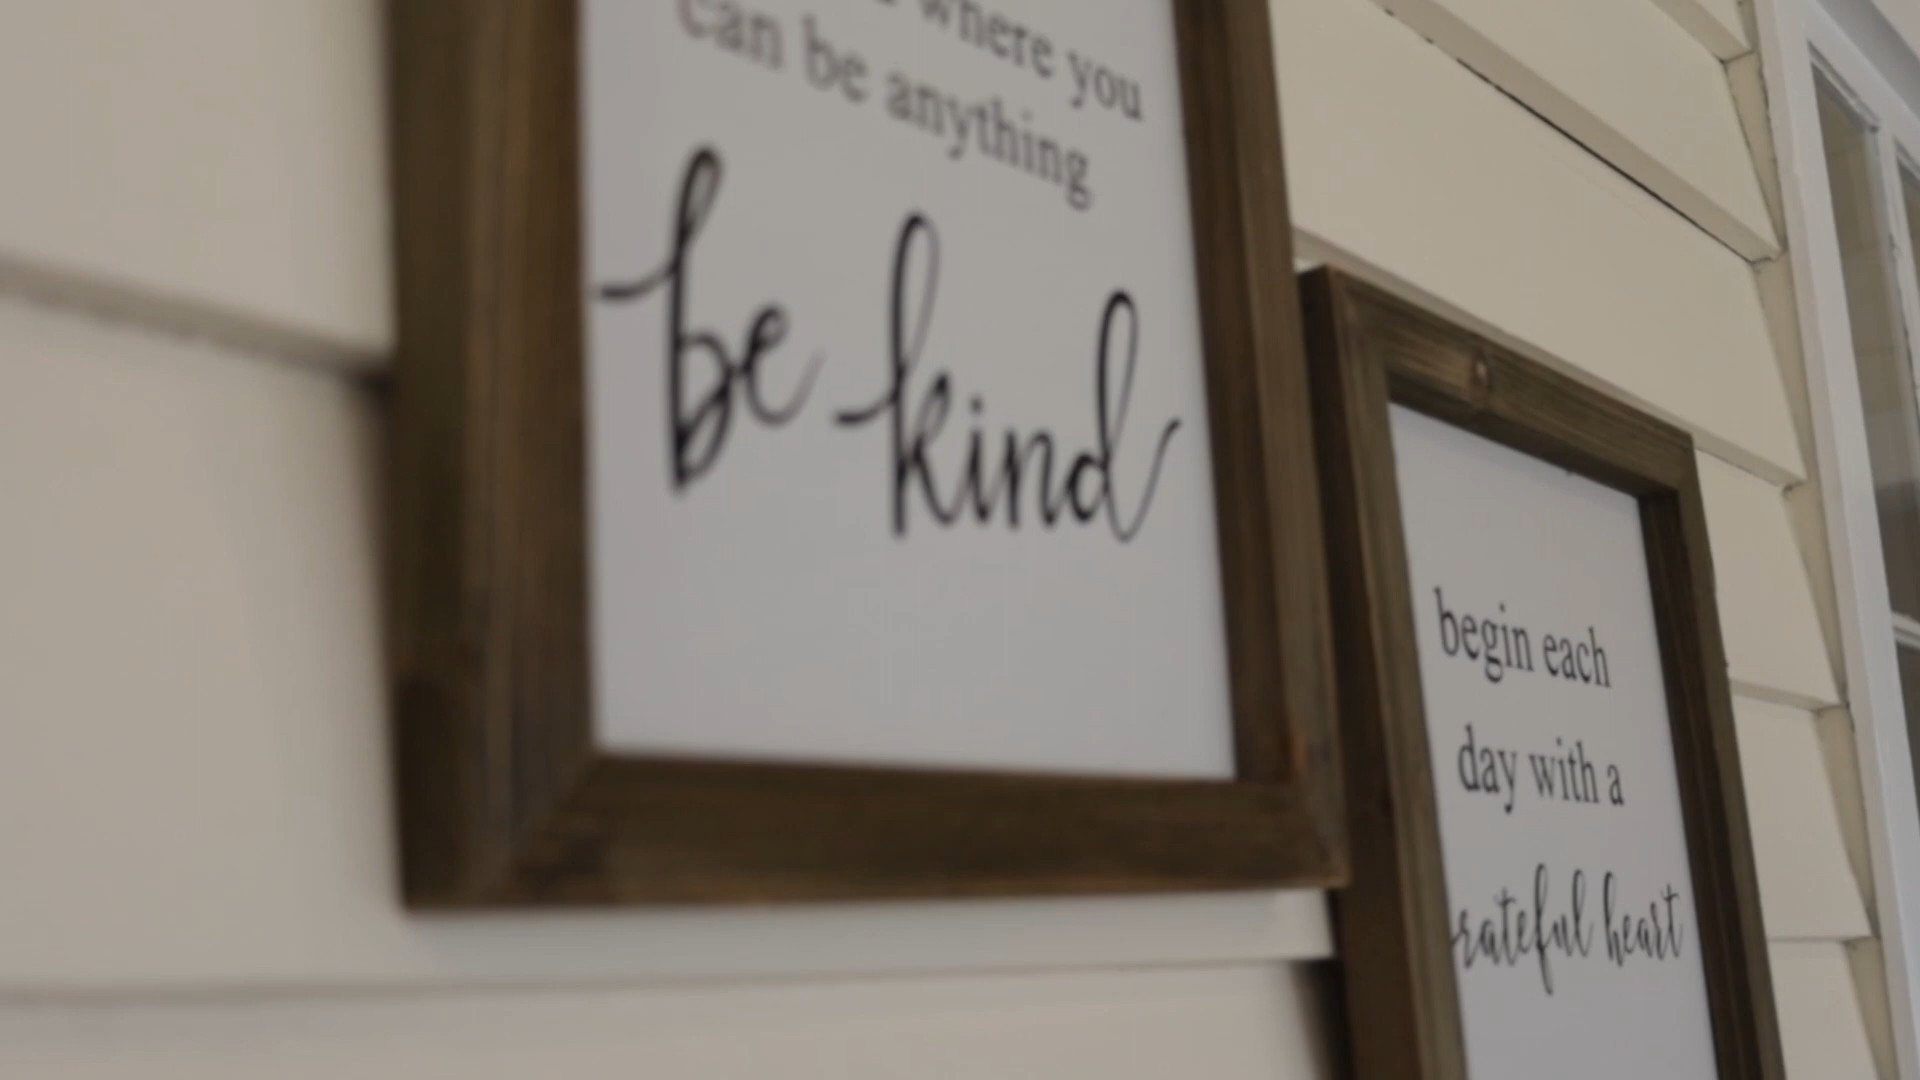 where you
can be anything
be kind
begin each
day with a
rateful heart